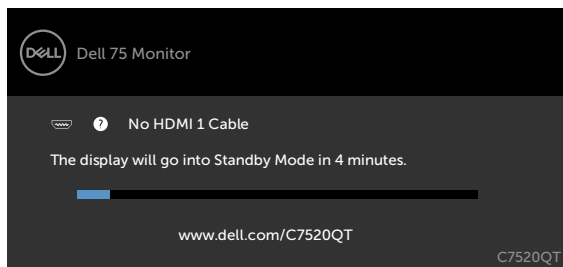 DELL
Dell 75 Monitor
? No HDMI 1 Cable
The display will go into Standby Mode in 4 minutes.
www.dell.com/C7520QT
C7520QT